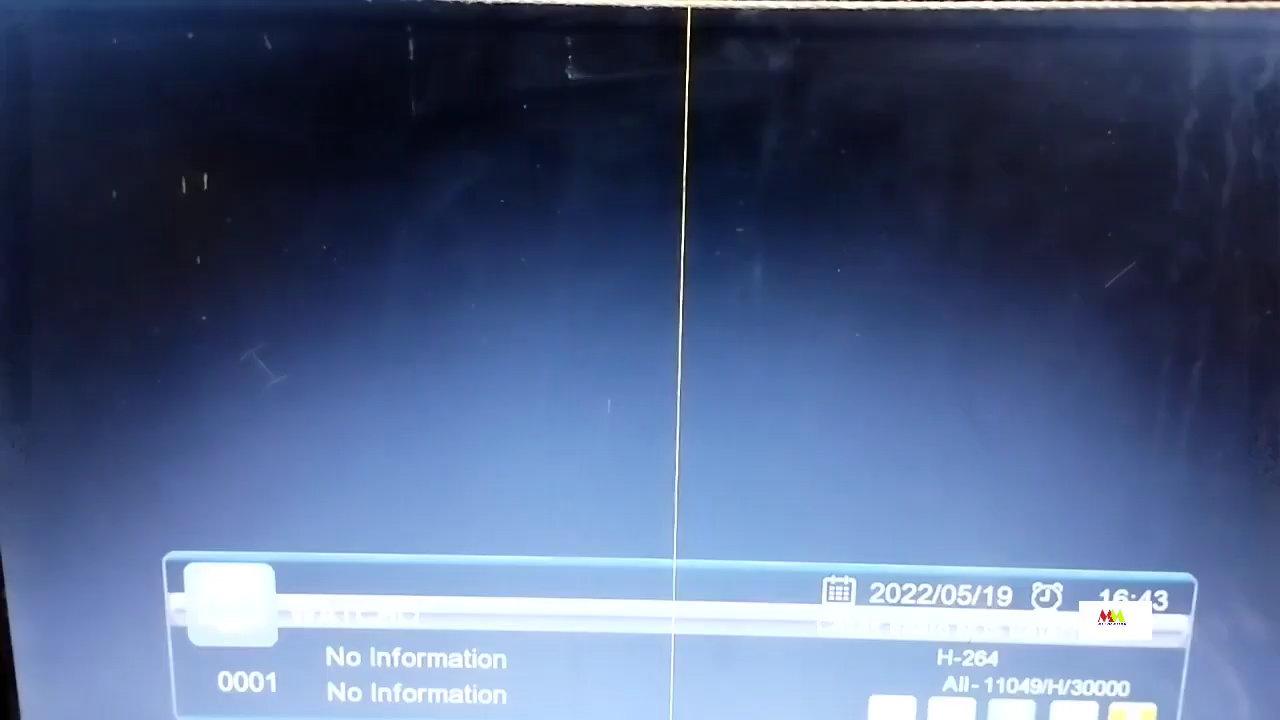 2022/05/19 16:43
No Information
H-264
0001
No Information
All - 11049/H/30000